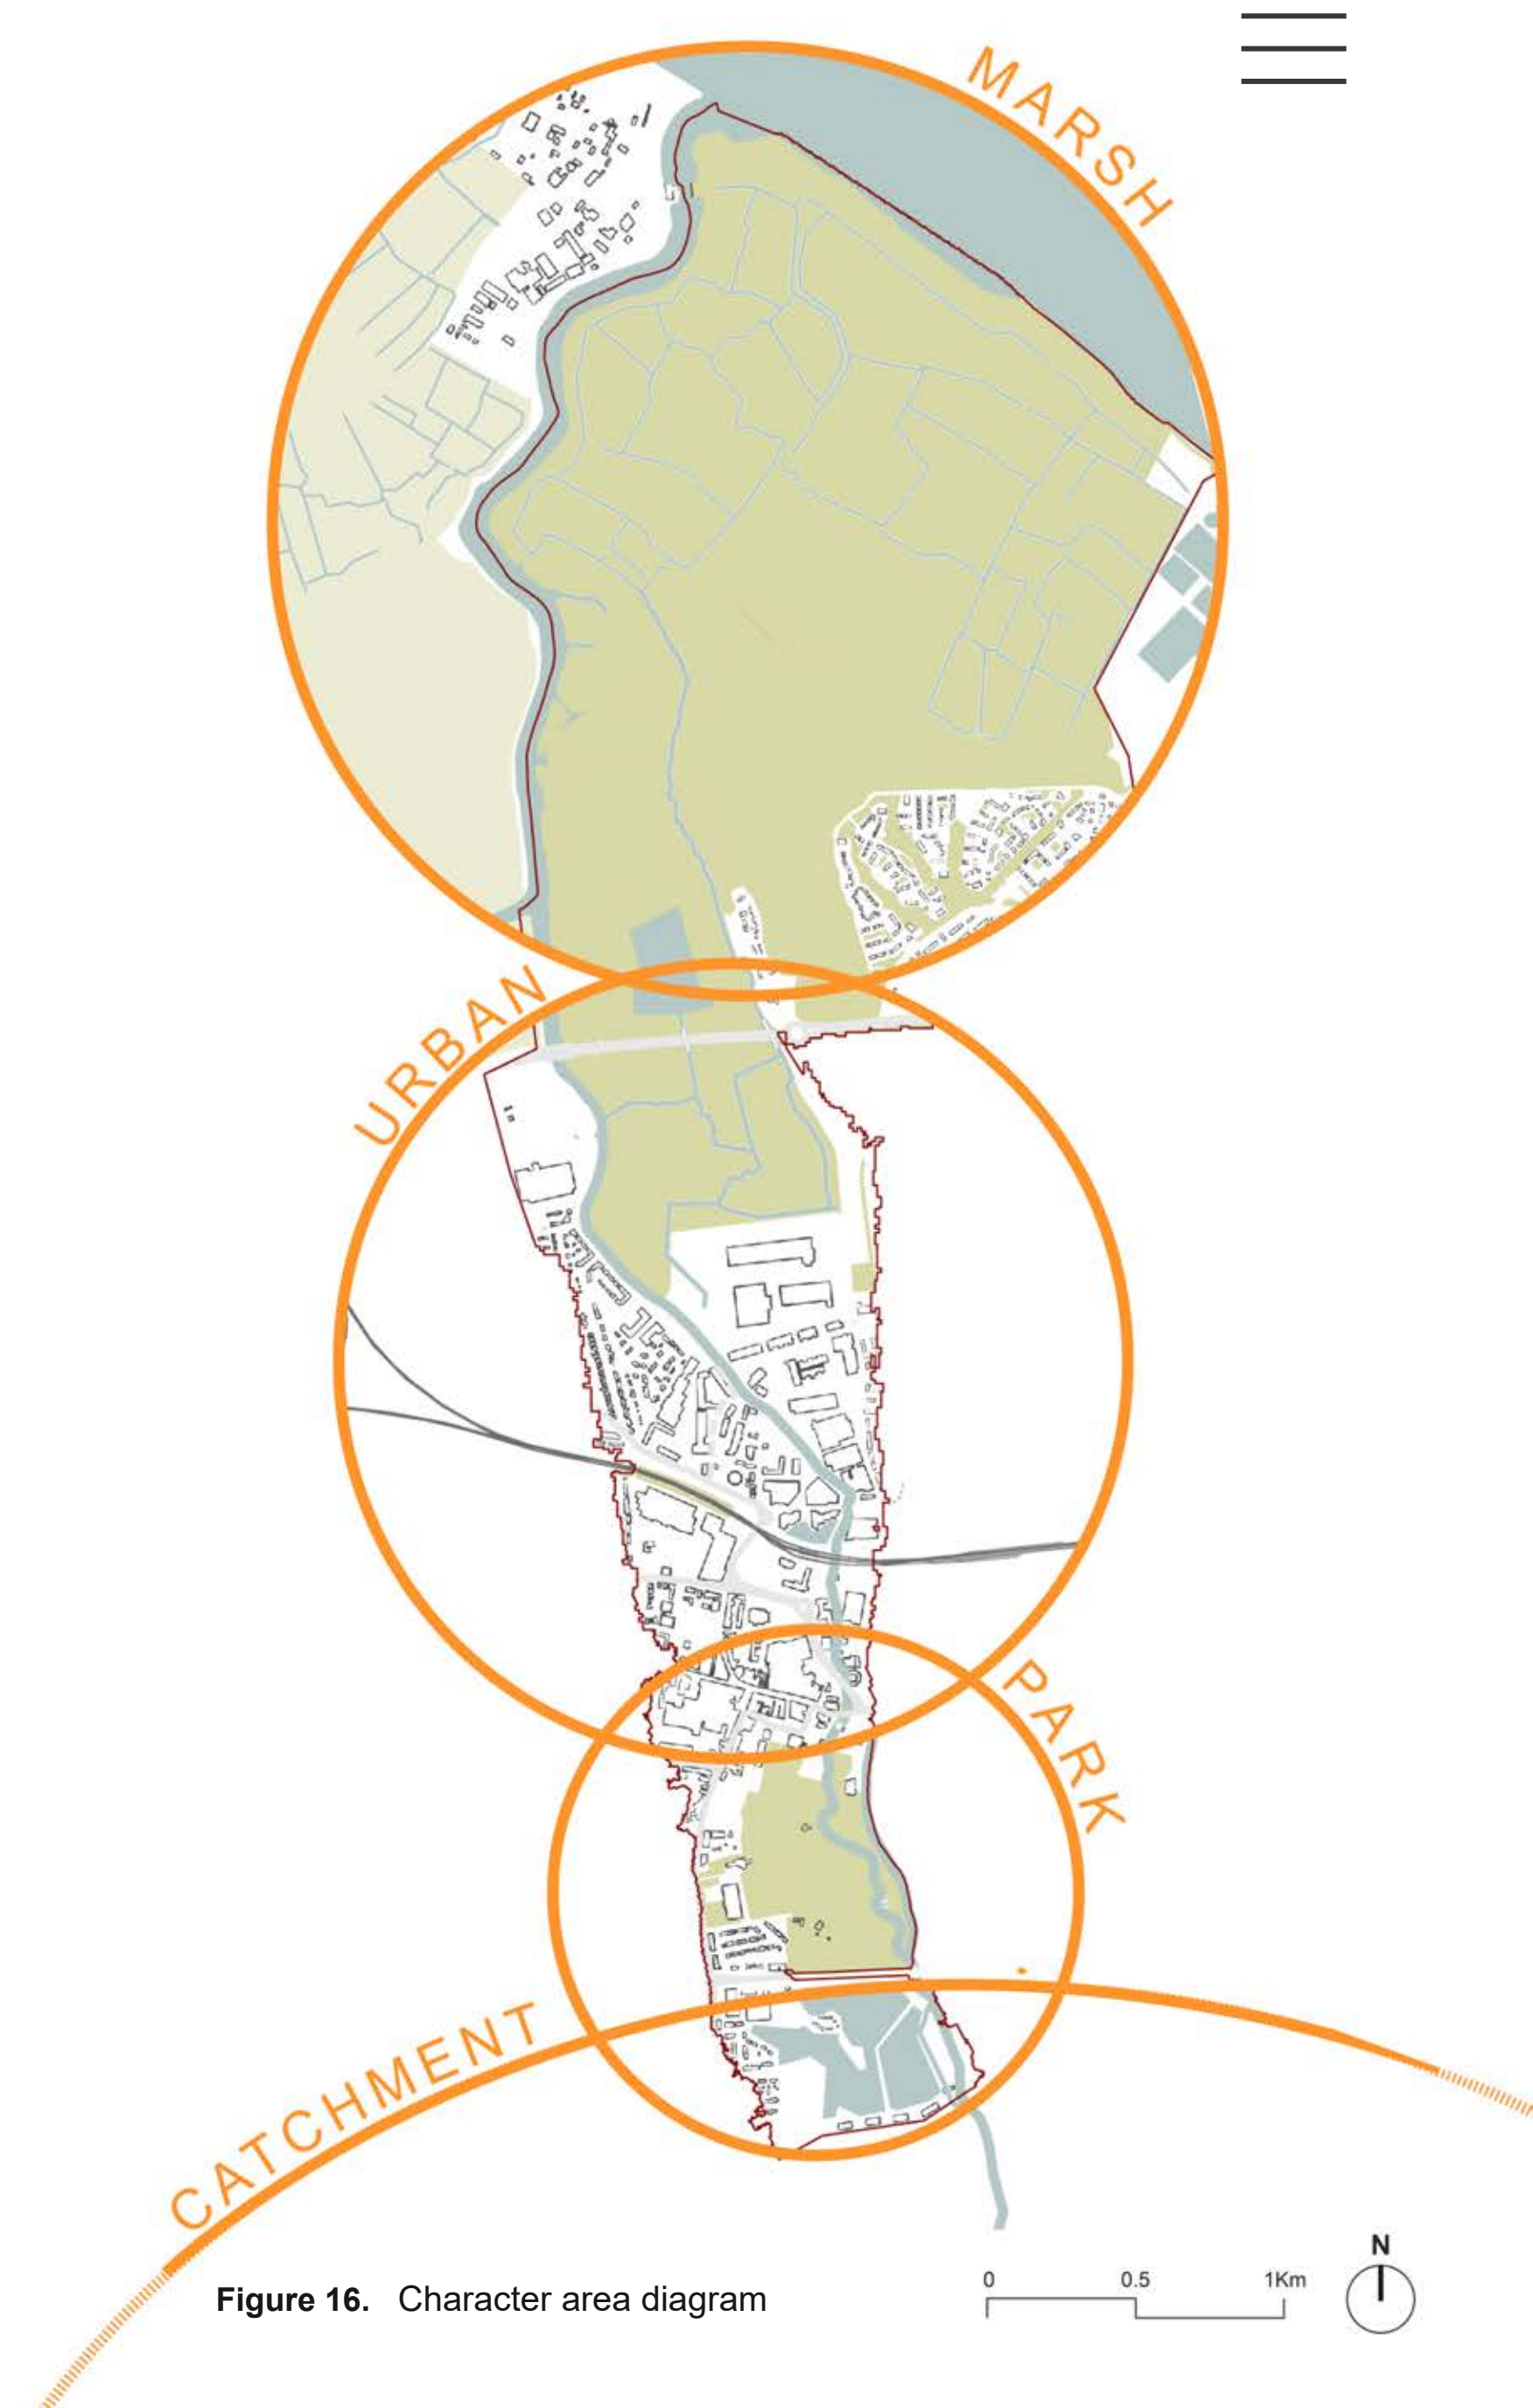 MARSH
URBAN
PARK
CATCHMENT
N
0 0.5 1Km
Figure 16. Character area diagram